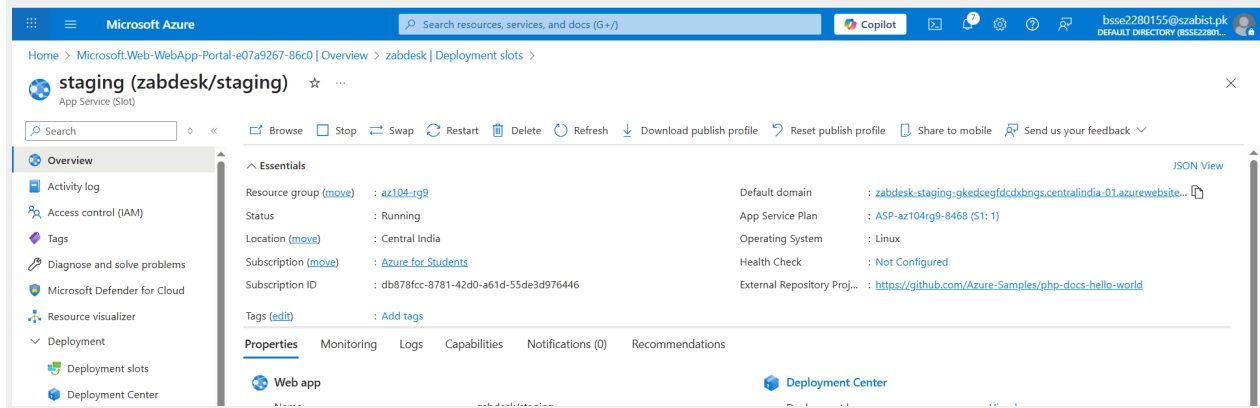 Microsoft Azure
Search resources, services, and docs (G+/)
Copilot
7
bsse2280155@szabist.pk
DEFAULT DIRECTORY (BSSE22801...
Home > Microsoft.Web-WebApp-Portal-e07a9267-86c0 | Overview > zabdesk | Deployment slots >
staging (zabdesk/staging) ☆ ...
App Service (Slot)
Search
Browse Stop Swap Restart Delete Refresh Download publish profile Reset publish profile Share to mobile Send us your feedback
Overview
Activity log
Access control (IAM)
Tags
Diagnose and solve problems
Microsoft Defender for Cloud
Resource visualizer
Deployment
Deployment slots
Deployment Center
Essentials
JSON View
Resource group (move) : az104-rg9
Status : Running
Location (move) : Central India
Subscription (move) : Azure for Students
Subscription ID : db878fcc-8781-42d0-a61d-55de3d976446
Default domain : zabdesk-staging-gkedcegfdcdxbngs.centralindia-01.azurewebsite...
App Service Plan : ASP-az104rg9-8468 (S1: 1)
Operating System : Linux
Health Check : Not Configured
External Repository Proj... : https://github.com/Azure-Samples/php-docs-hello-world
Tags (edit) : Add tags
Properties Monitoring Logs Capabilities Notifications (0) Recommendations
Web app
Deployment Center